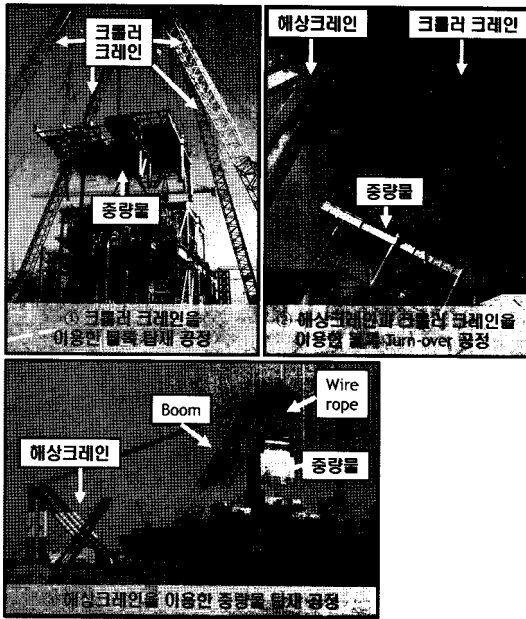 크롤러
크레인
중량물
① 크롤러 크레인을
이용한 블록 탑재 공정
해상크레인
크롤러 크레인
중량물
② 해상크레인과 크롤러 크레인을
이용한 블록 Turn-over 공정
Boom
Wire
rope
해상크레인
중량물
③ 해상크레인을 이용한 중량물 탑재 공정